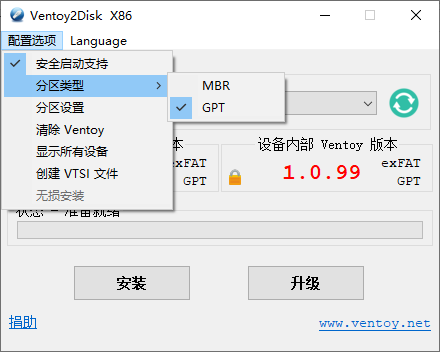 Ventoy2Disk X86
配置选项 Language
安全启动支持
分区类型
MBR
分区设置
GPT
清除 Ventoy
显示所有设备
创建 VTSI 文件
无损安装
本
exFAT
GPT
设备内部 Ventoy 版本
1.0.99
exFAT
GPT
状态 - 准备就绪
安装
升级
捐助
www.ventoy.net